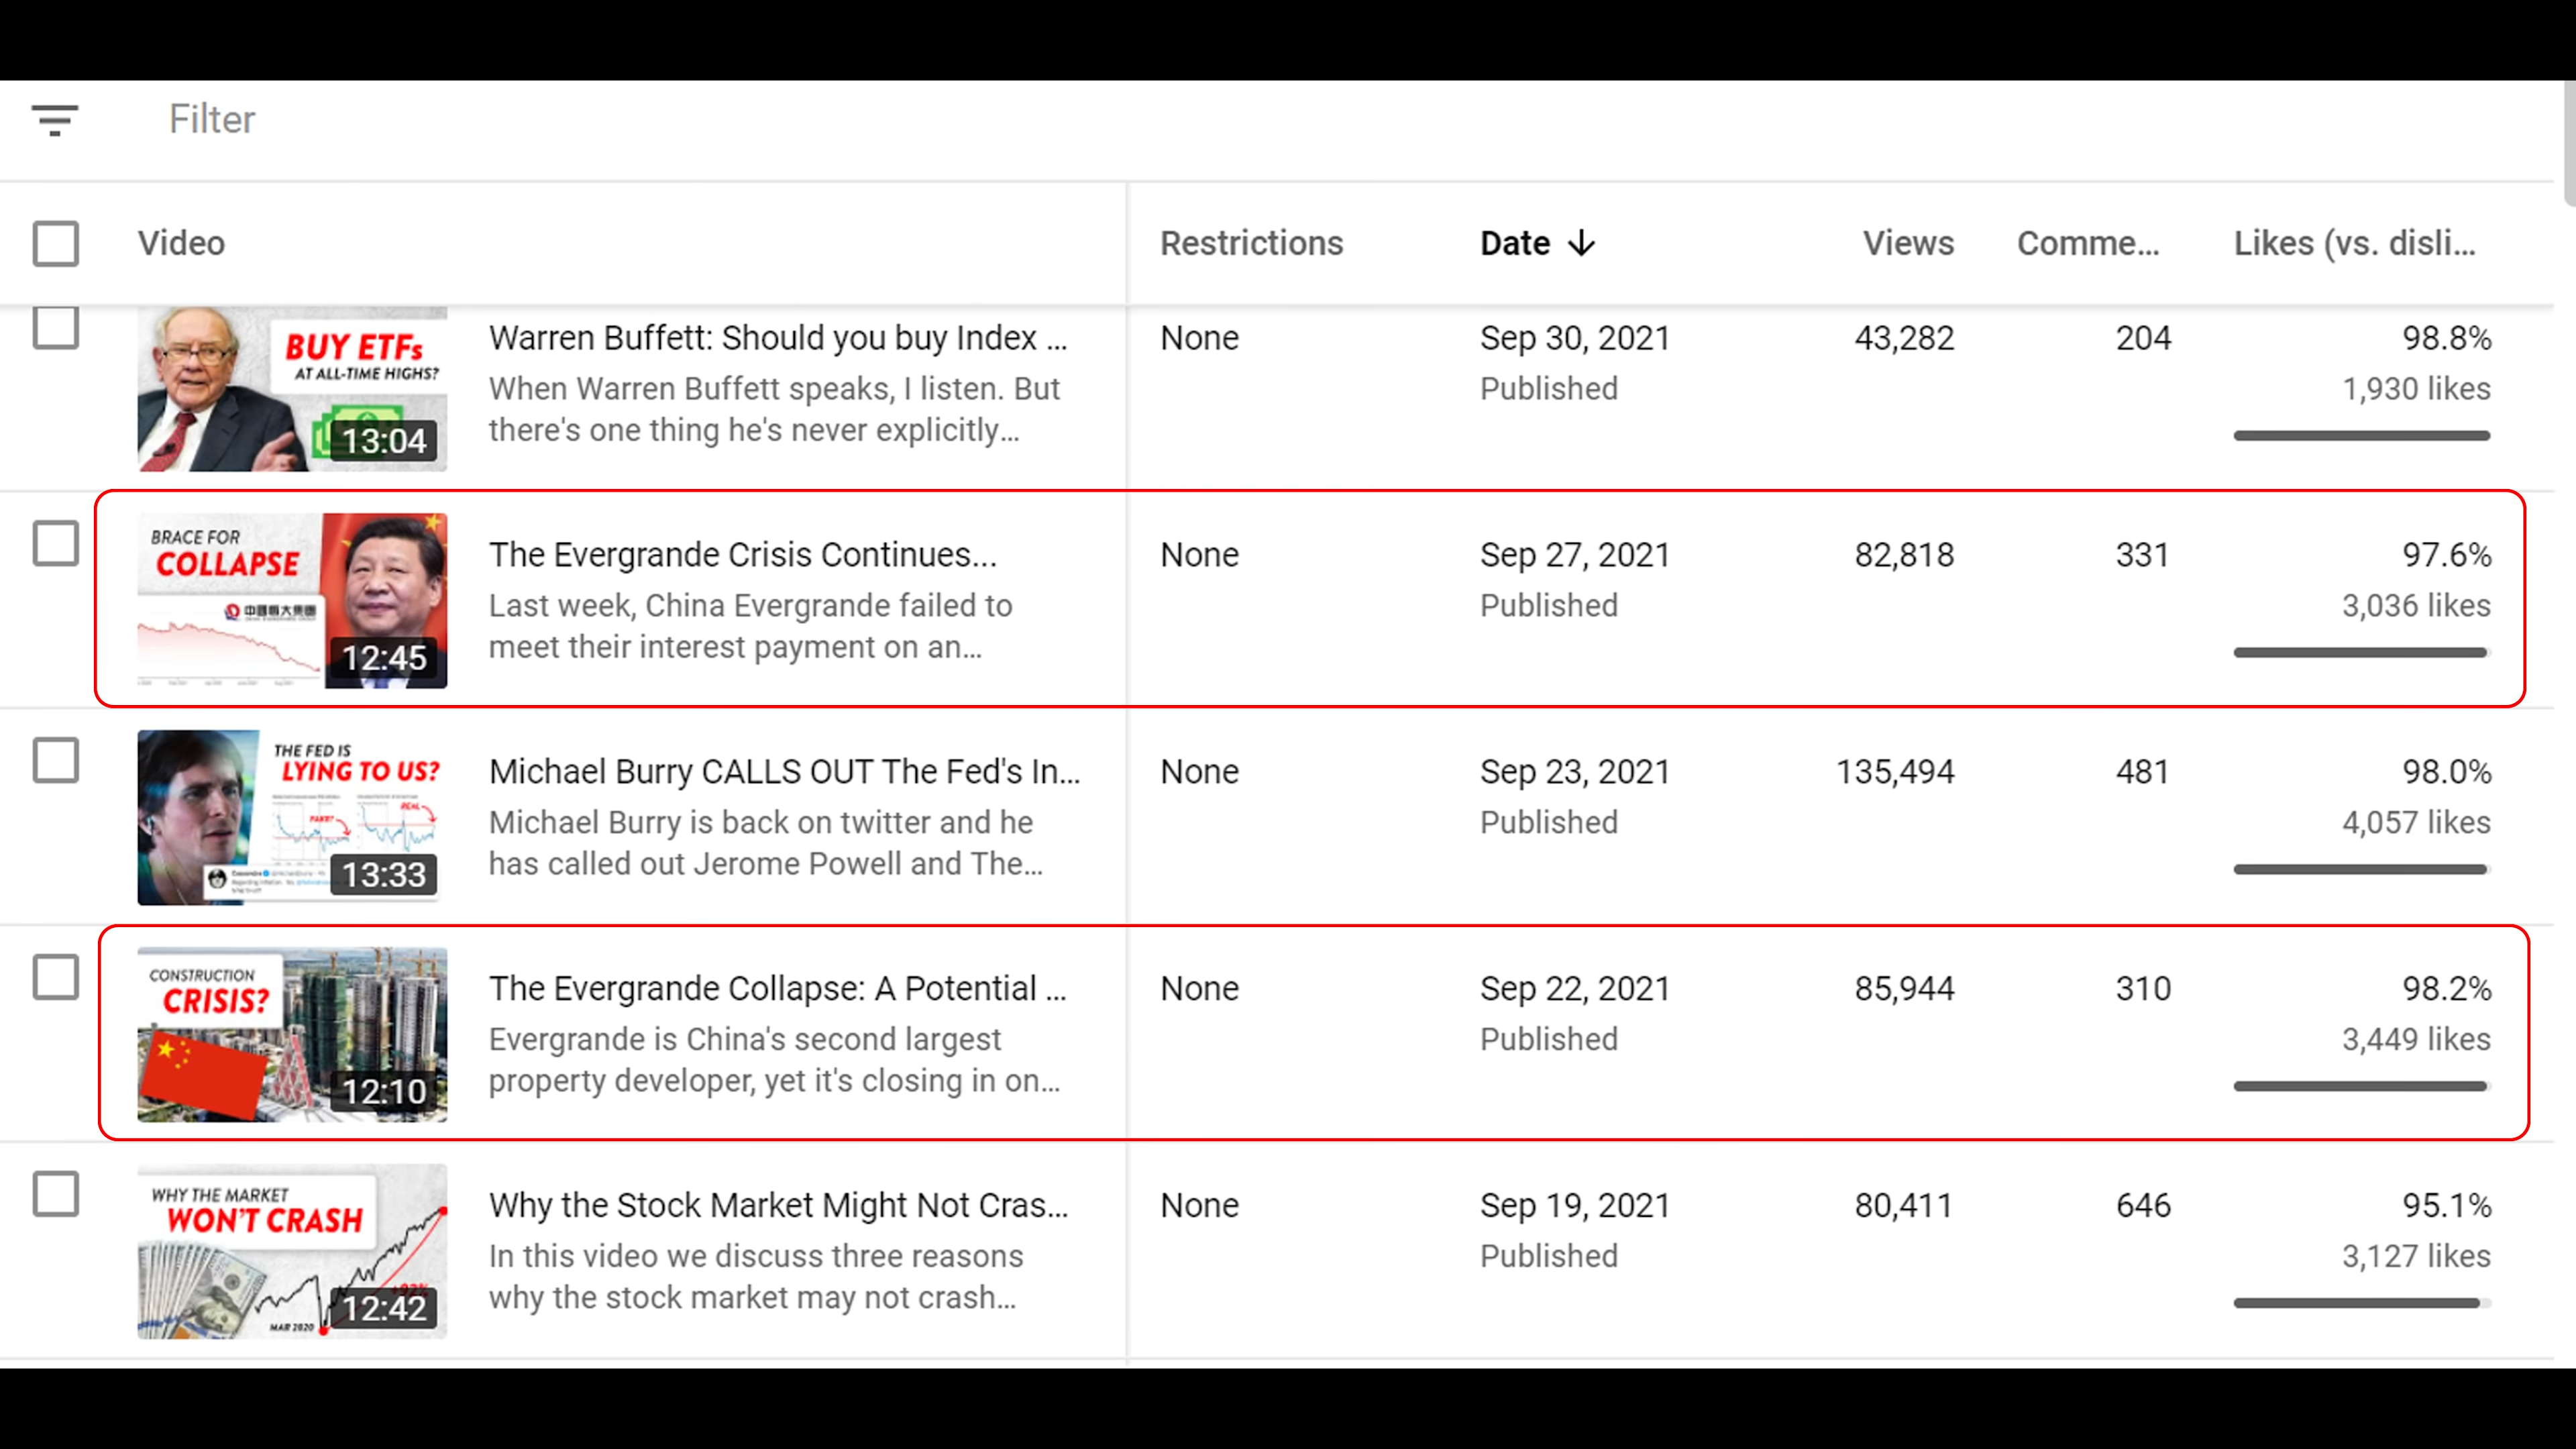 Filter
Video
Restrictions
Date
Views
Comme...
Likes (vs. disli...
BUY ETFs
AT ALL-TIME HIGHS?
13:04
Warren Buffett: Should you buy Index ...
When Warren Buffett speaks, I listen. But
there's one thing he's never explicitly...
None
Sep 30, 2021
Published
43,282
204
98.8%
1,930 likes
BRACE FOR
COLLAPSE
中國恒大集團
12:45
The Evergrande Crisis Continues...
Last week, China Evergrande failed to
meet their interest payment on an...
None
Sep 27, 2021
Published
82,818
331
97.6%
3,036 likes
THE FED IS
LYING TO US?
FAKE?
REAL
13:33
Michael Burry CALLS OUT The Fed's In...
Michael Burry is back on twitter and he
has called out Jerome Powell and The...
None
Sep 23, 2021
Published
135,494
481
98.0%
4,057 likes
CONSTRUCTION
CRISIS?
12:10
The Evergrande Collapse: A Potential ...
Evergrande is China's second largest
property developer, yet it's closing in on...
None
Sep 22, 2021
Published
85,944
310
98.2%
3,449 likes
WHY THE MARKET
WON'T CRASH
MAR 2020
12:42
Why the Stock Market Might Not Cras...
In this video we discuss three reasons
why the stock market may not crash...
None
Sep 19, 2021
Published
80,411
646
95.1%
3,127 likes